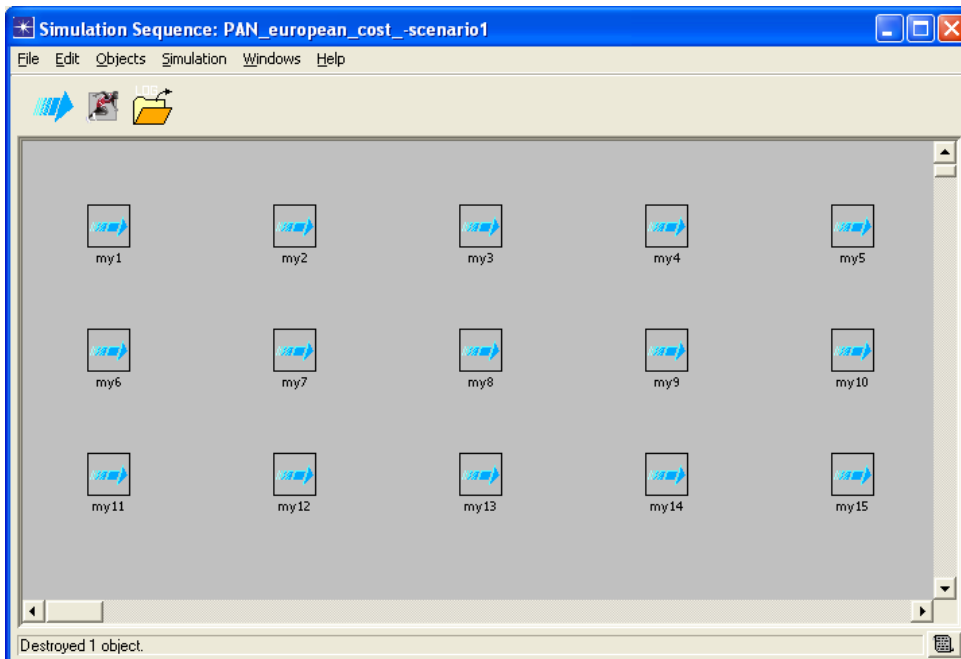 Simulation Sequence: PAN_european_cost_-scenario1
File Edit Objects Simulation Windows Help
LOG
my1 my2 my3 my4 my5
my6 my7 my8 my9 my10
my11 my12 my13 my14 my15
Destroyed 1 object.